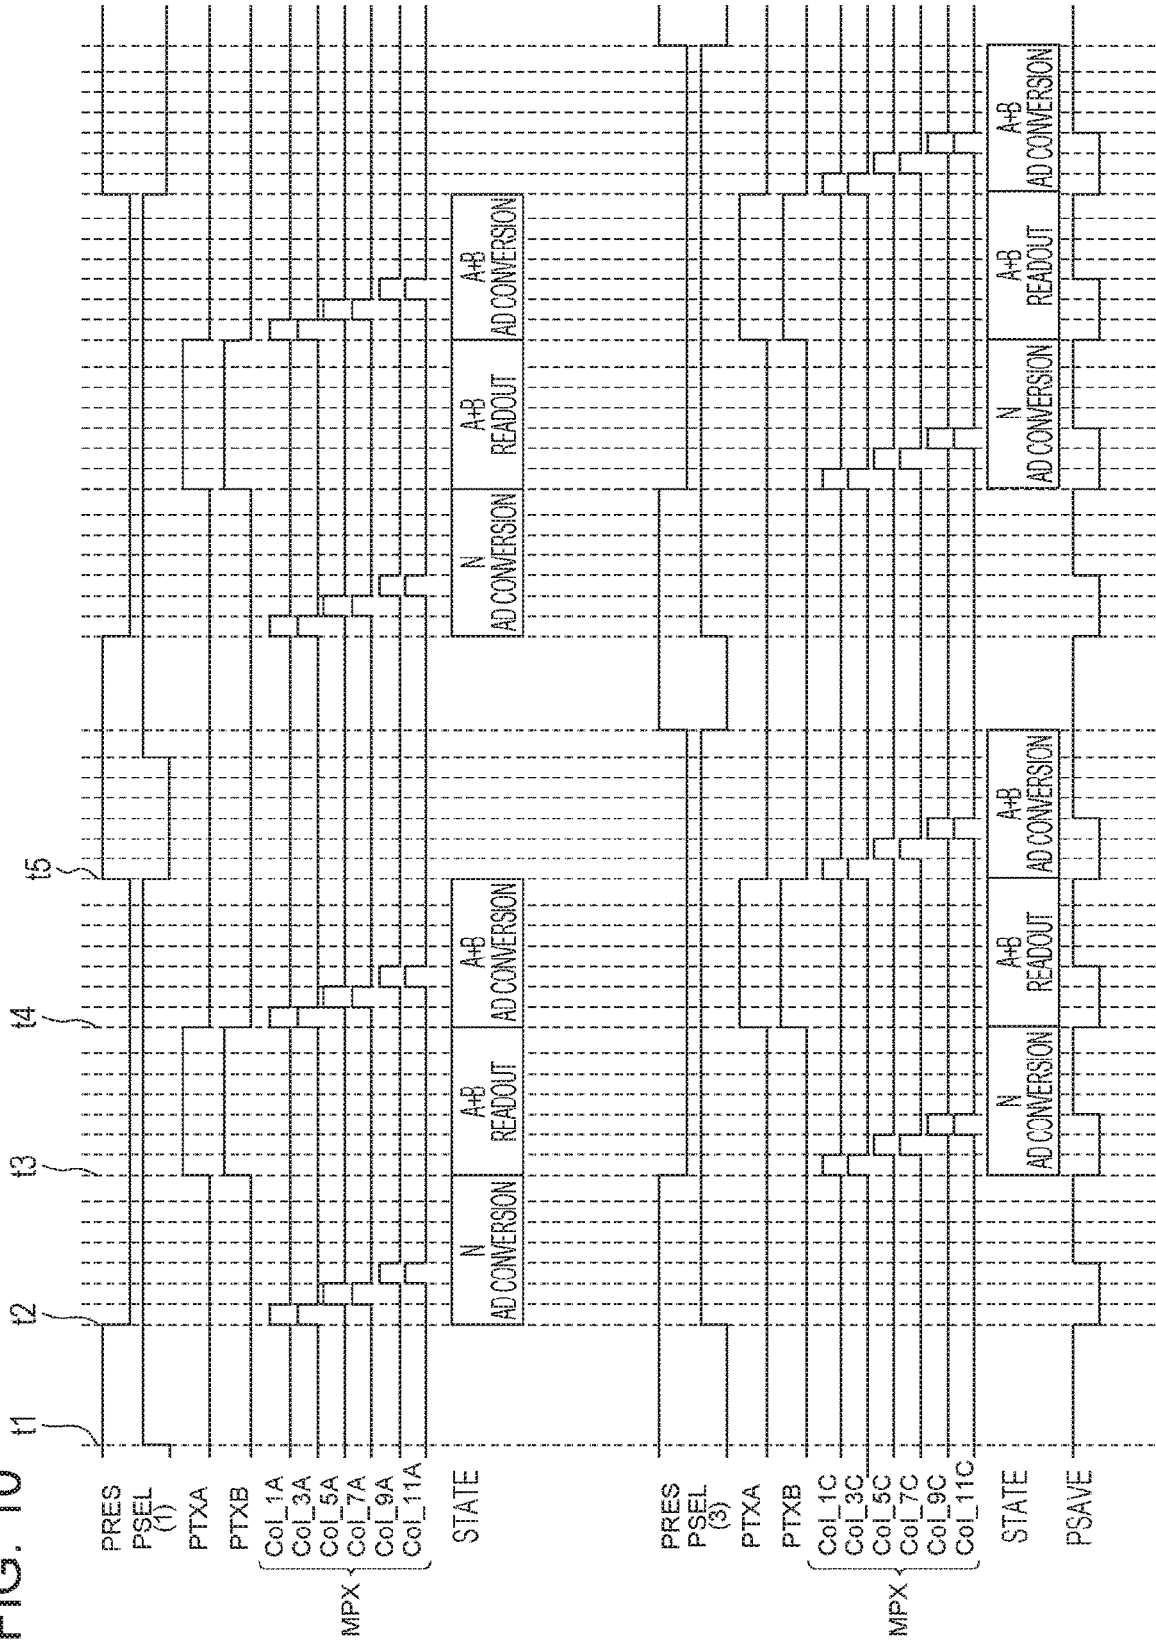 FIG. 10
t1
t2
t3
t4
t5
PRES
PSEL
(1)
PTXA
PTXB
MPX
Col_1A
Col_3A
Col_5A
Col_7A
Col_9A
Col_11A
STATE
N
AD CONVERSION
A+B
READOUT
A+B
AD CONVERSION
N
AD CONVERSION
A+B
READOUT
A+B
AD CONVERSION
PRES
PSEL
(3)
PTXA
PTXB
MPX
Col_1C
Col_3C
Col_5C
Col_7C
Col_9C
Col_11C
STATE
N
AD CONVERSION
A+B
READOUT
A+B
AD CONVERSION
N
AD CONVERSION
A+B
READOUT
A+B
AD CONVERSION
PSAVE